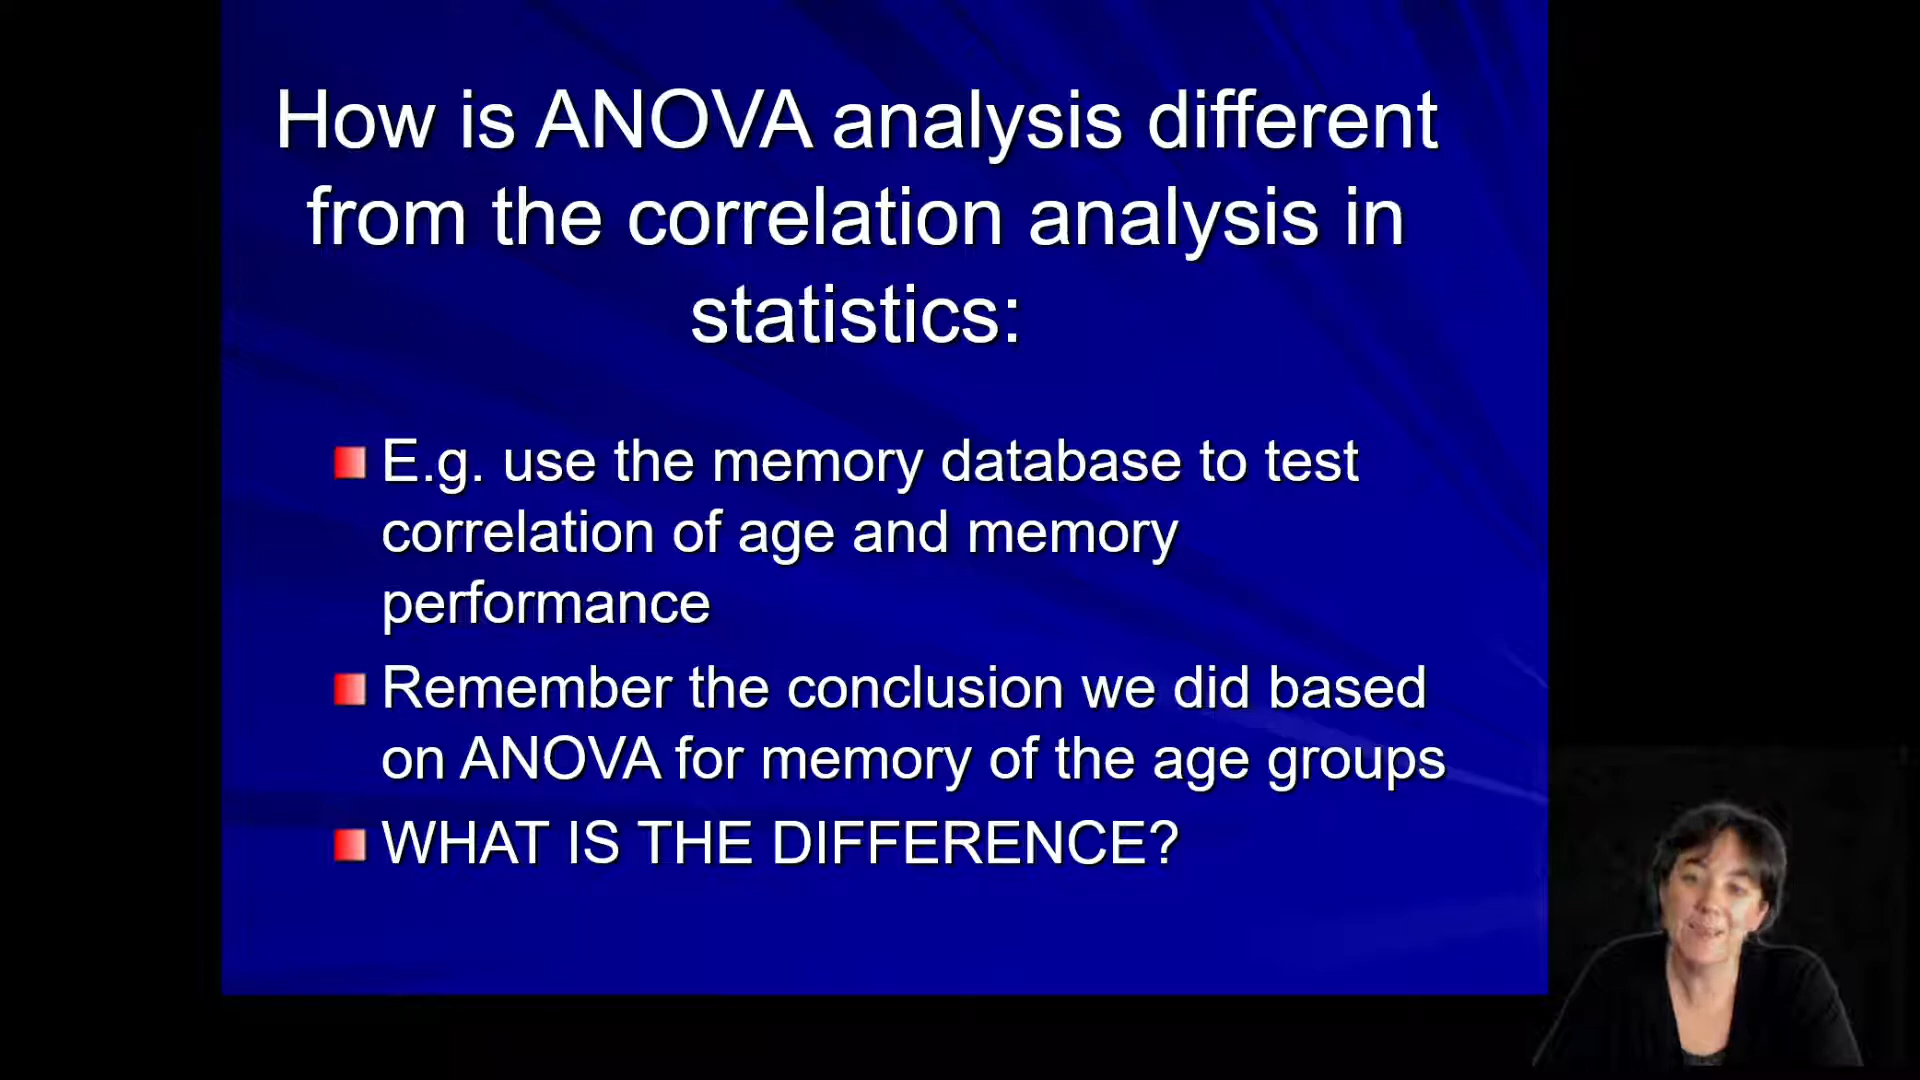 How is ANOVA analysis different
from the correlation analysis in
statistics:
E.g. use the memory database to test
correlation of age and memory
performance
Remember the conclusion we did based
on ANOVA for memory of the age groups
WHAT IS THE DIFFERENCE?